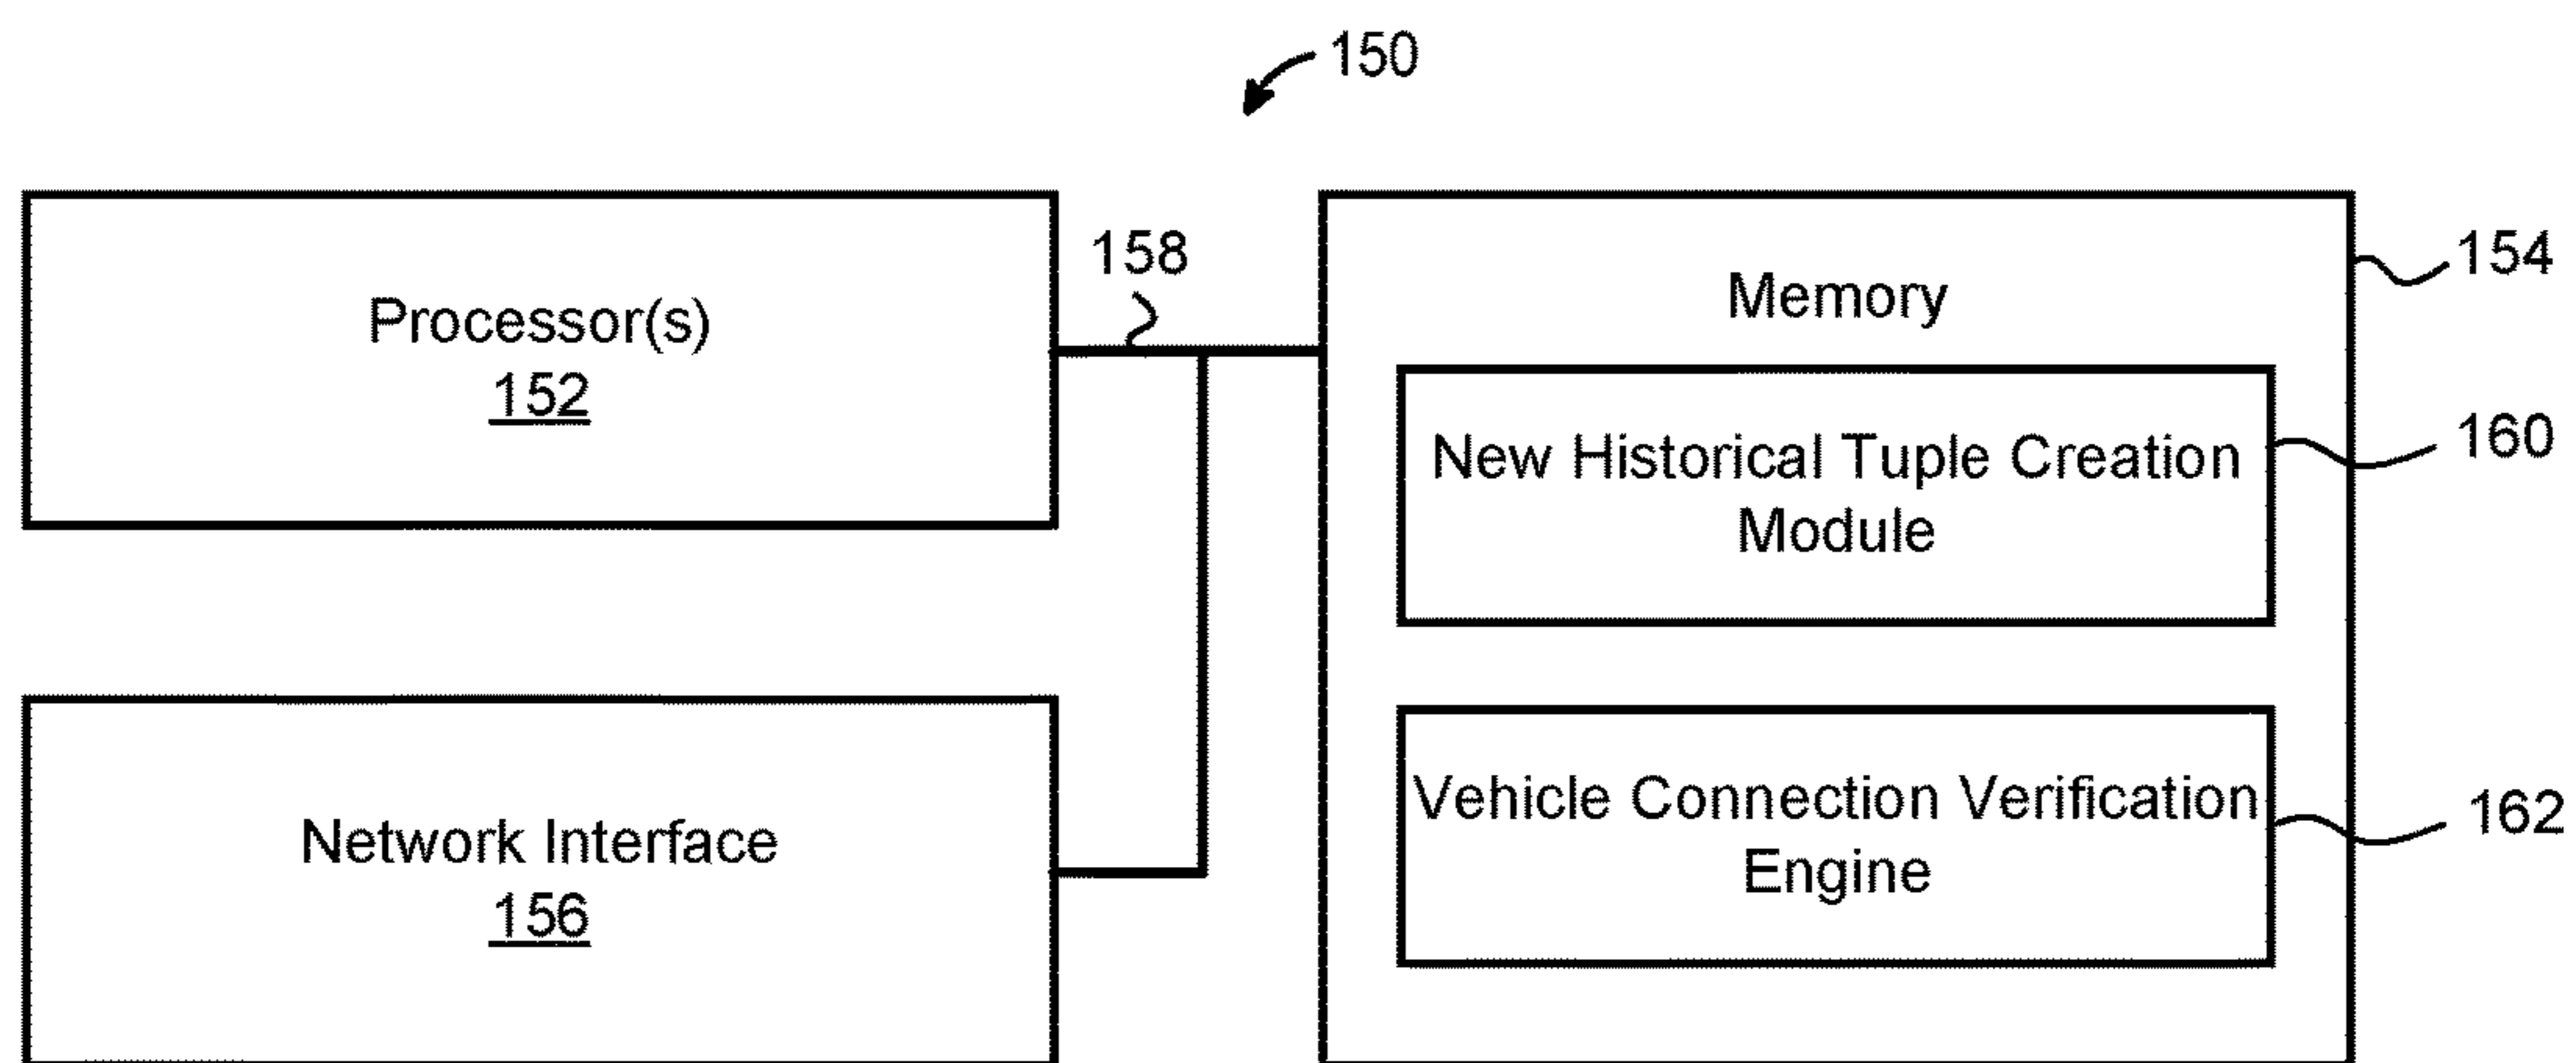 150
Processor(s)
152
158
Memory
154
New Historical Tuple Creation
Module
160
Network Interface
156
Vehicle Connection Verification
Engine
162